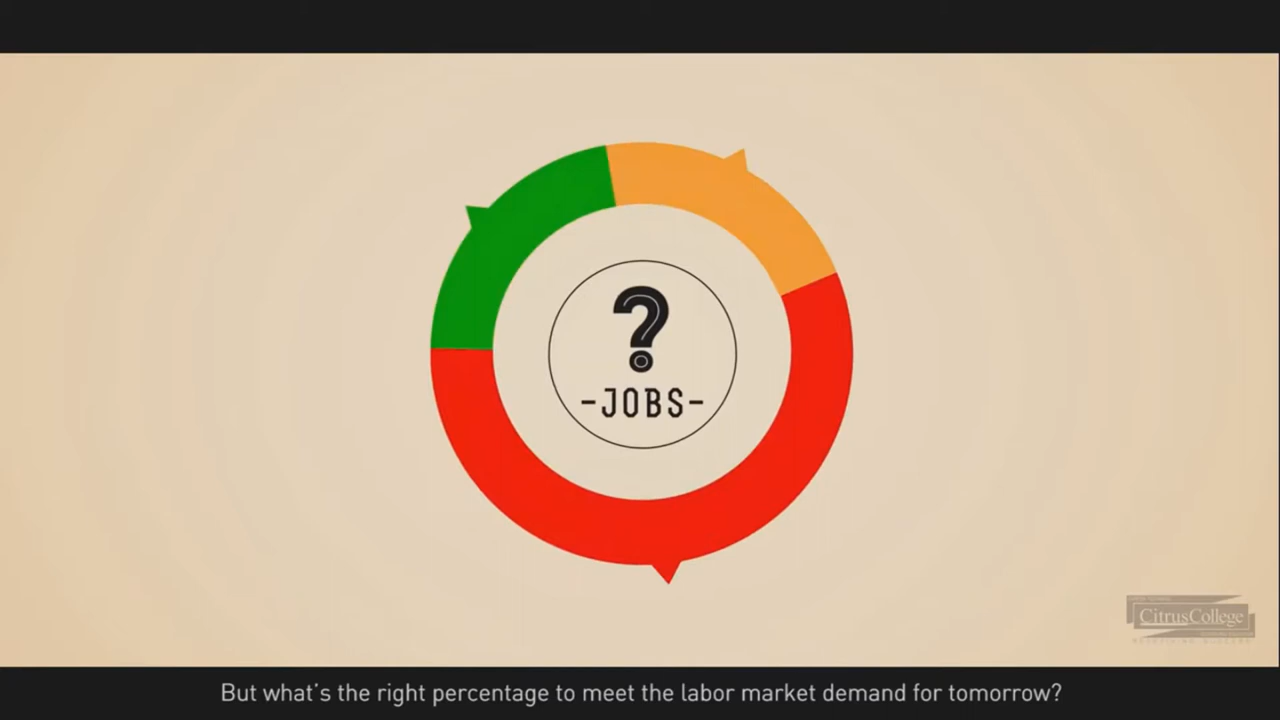 ?
-JOBS-
CitrusCollege
But what's the right percentage to meet the labor market demand for tomorrow?